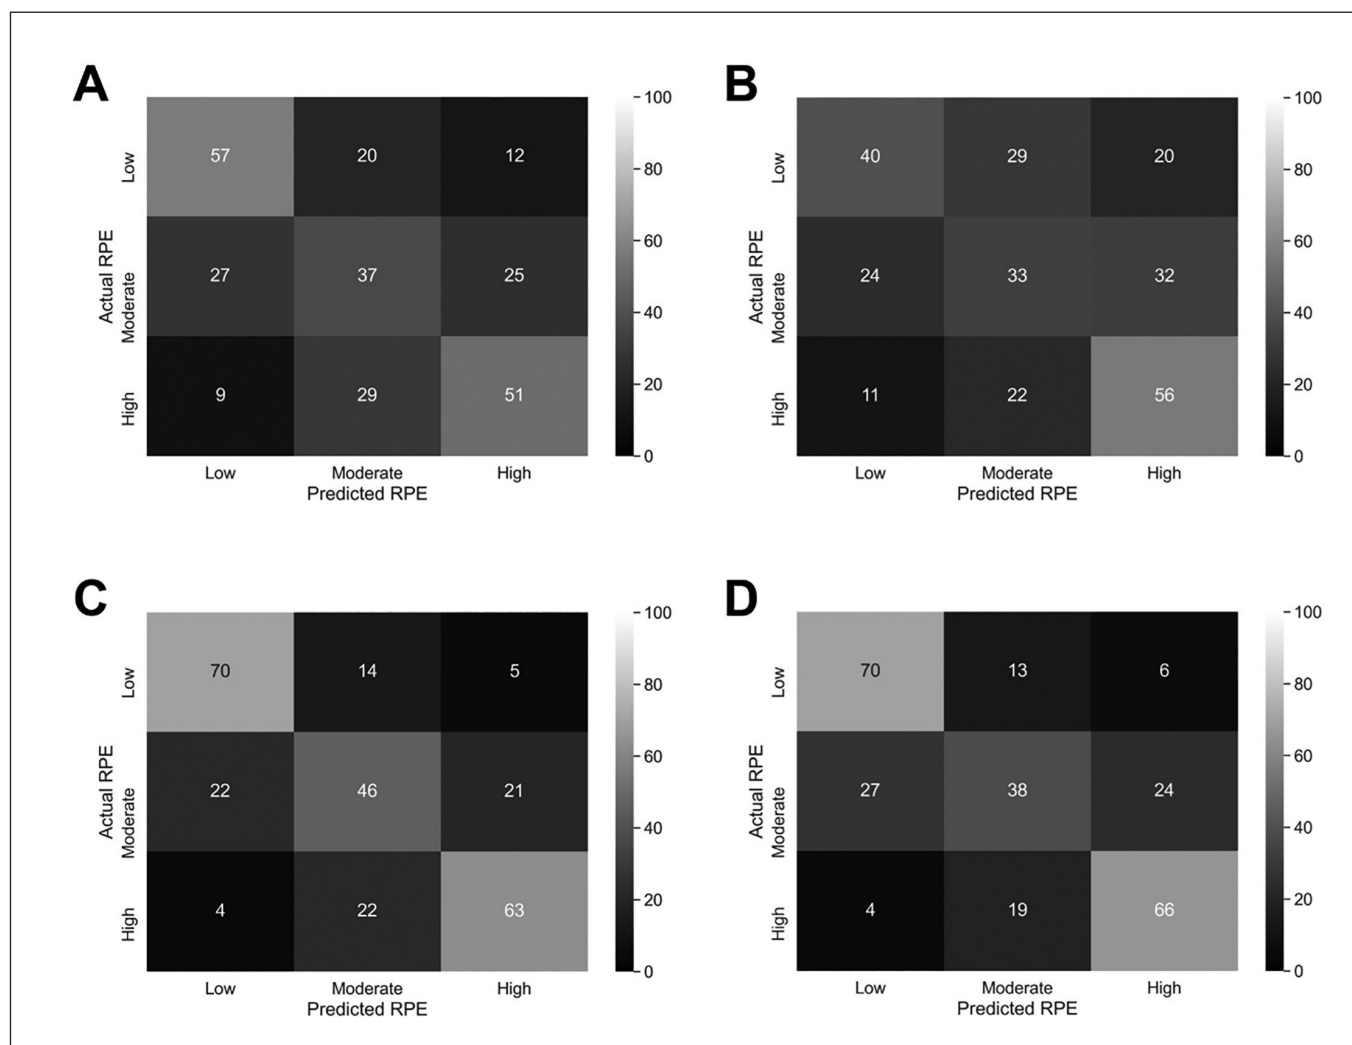 A
B
100
80
60
40
20
0
Low
57 20 12
Actual RPE
Moderate
27 37 25
High
9 29 51
Low Moderate High
Predicted RPE
100
80
60
40
20
0
Low
40 29 20
Actual RPE
Moderate
24 33 32
High
11 22 56
Low Moderate High
Predicted RPE
C
D
100
80
60
40
20
0
Low
70 14 5
Actual RPE
Moderate
22 46 21
High
4 22 63
Low Moderate High
Predicted RPE
100
80
60
40
20
0
Low
70 13 6
Actual RPE
Moderate
27 38 24
High
4 19 66
Low Moderate High
Predicted RPE